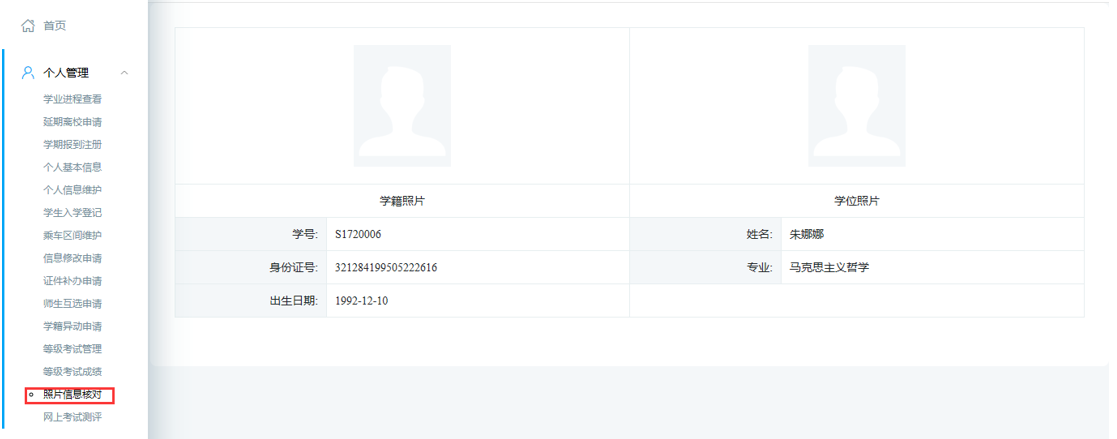 首页
个人管理
学业进程查看
延期离校申请
学期报到注册
个人基本信息
个人信息维护
学生入学登记
乘车区间维护
信息修改申请
证件补办申请
师生互选申请
学籍异动申请
等级考试管理
等级考试成绩
照片信息核对
网上考试测评
学籍照片 学位照片
学号: S1720006 姓名: 朱娜娜
身份证号: 321284199505222616 专业: 马克思主义哲学
出生日期: 1992-12-10